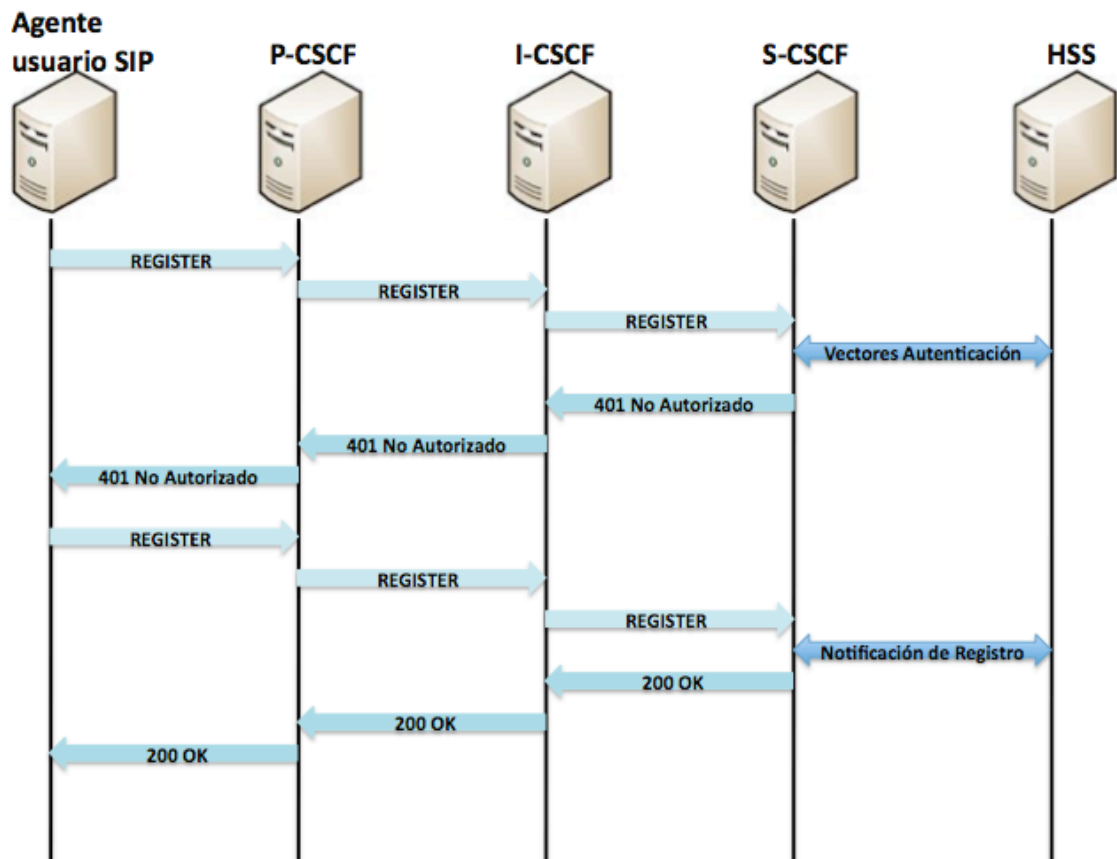 Agente
usuario SIP
P-CSCF
I-CSCF
S-CSCF
HSS
REGISTER
REGISTER
REGISTER
Vectores Autenticación
401 No Autorizado
401 No Autorizado
401 No Autorizado
REGISTER
REGISTER
REGISTER
Notificación de Registro
200 OK
200 OK
200 OK